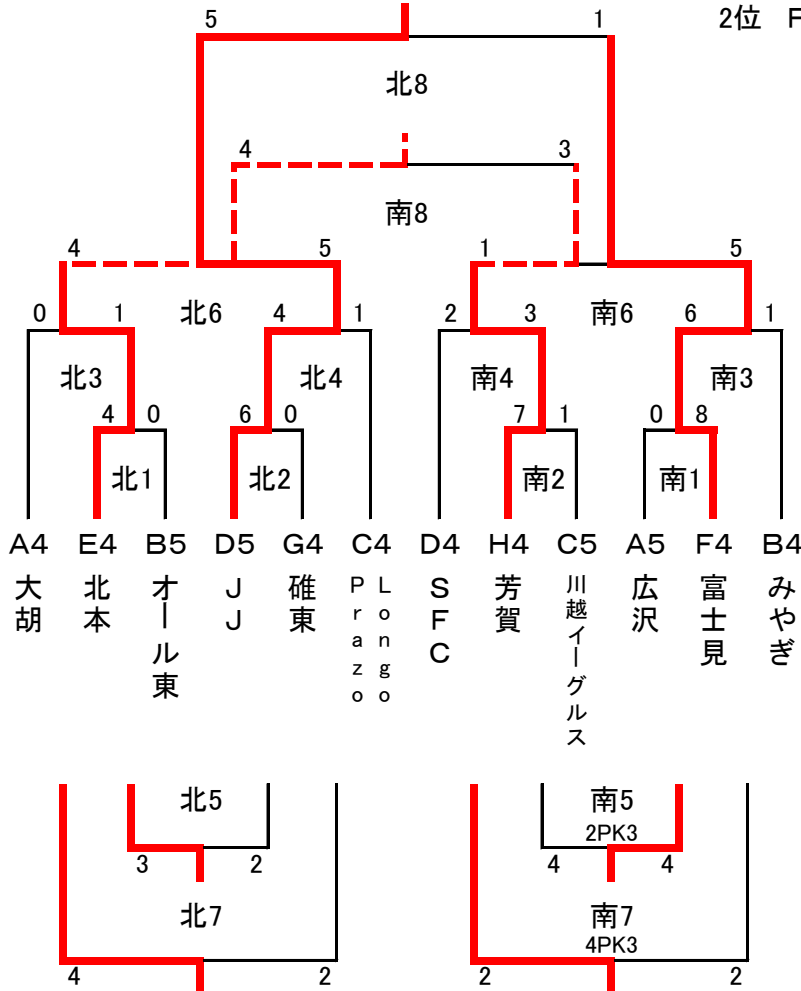 5
1
2位 F
北8
4
3
南8
4
5
1
5
0
1
北6
4
1
2
3
南6
6
1
北3
北4
南4
南3
4
0
6
0
7
1
0
8
北1
北2
南2
南1
A4
E4
B5
D5
G4
C4
D4
H4
C5
A5
F4
B4
大胡
北本
オール東
JJ
碓東
Longo
Prazo
SFC
芳賀
川越イーグルス
広沢
富士見
みやぎ
北5
南5
2PK3
3
2
4
4
北7
南7
4PK3
4
2
2
2